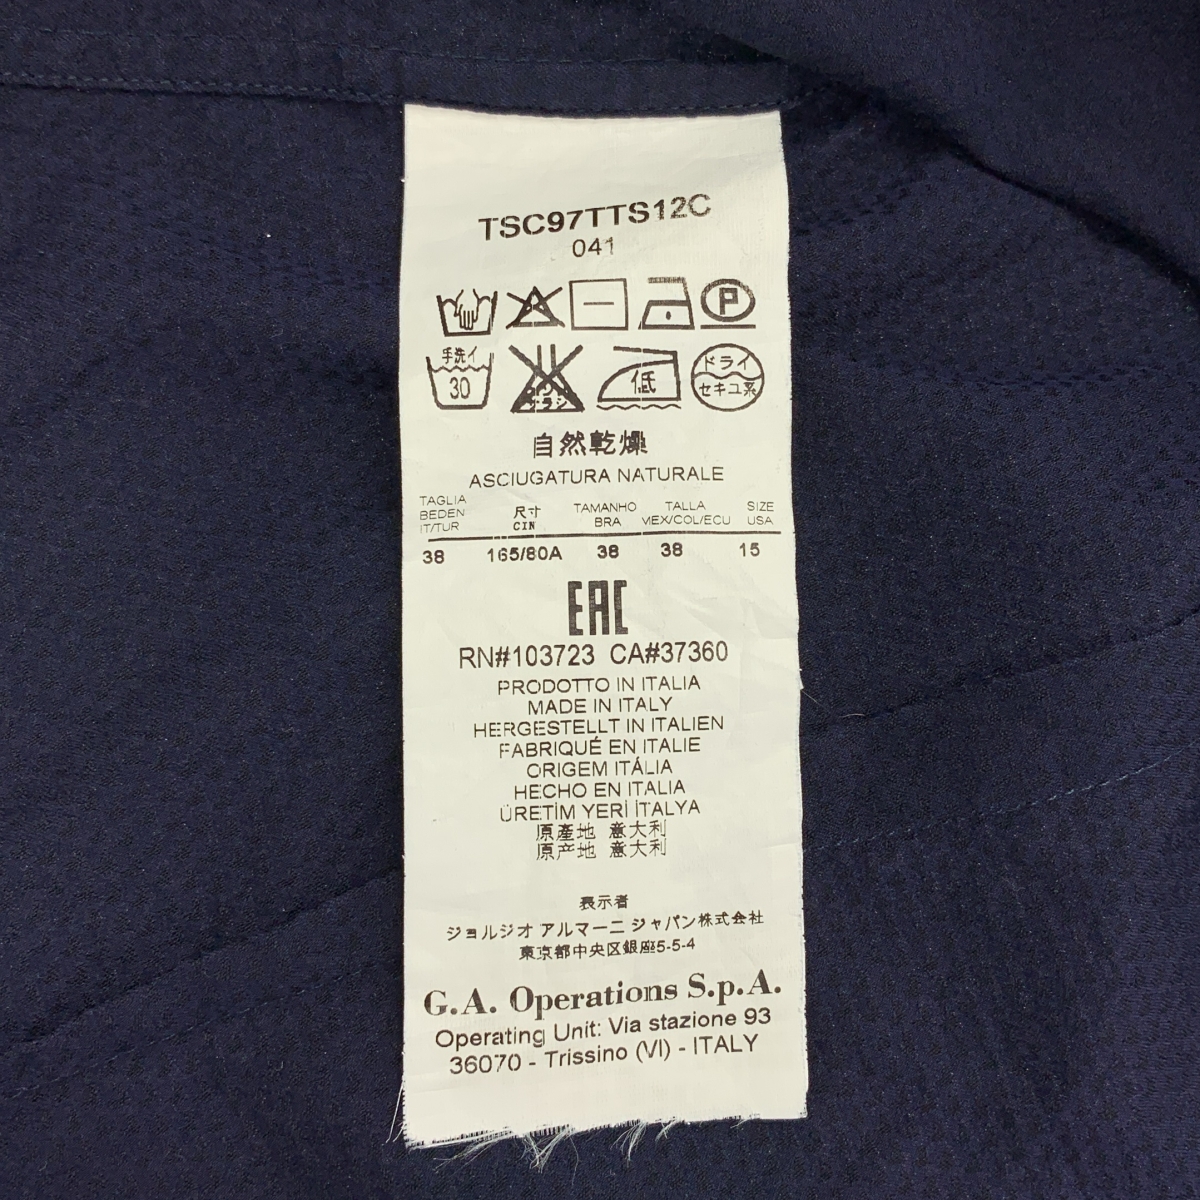 TSC97TTS12C
041
P
手洗イ 30
低
ドライ セキユ系
自然乾燥
ASCIUGATURA NATURALE
TAGLIA BEDEN IT/TUR 尺寸 CIN TAMANHO BRA TALLA MEX/COL/ECU SIZE USA
38 165/80A 38 38 15
EAC
RN#103723 CA#37360
PRODOTTO IN ITALIA
MADE IN ITALY
HERGESTELLT IN ITALIEN
FABRIQUÉ EN ITALIE
ORIGEM ITÁLIA
HECHO EN ITALIA
ÜRETİM YERİ İTALYA
原產地 意大利
原产地 意大利
表示者
ジョルジオ アルマーニ ジャパン株式会社
東京都中央区銀座5-5-4
G.A. Operations S.p.A.
Operating Unit: Via stazione 93
36070 - Trissino (VI) - ITALY